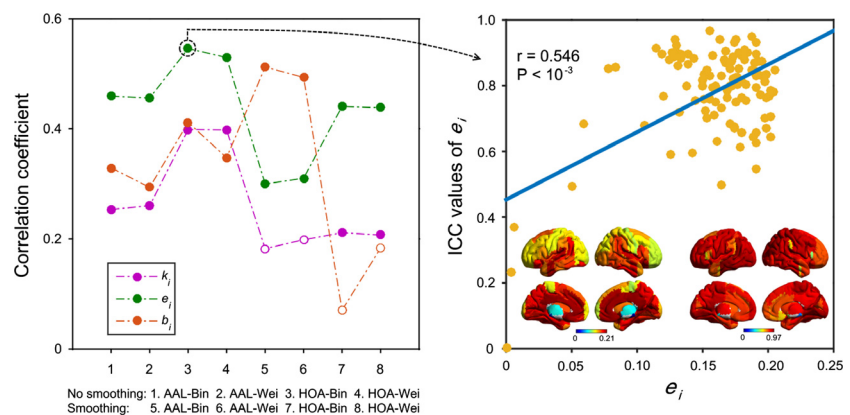 Correlation coefficient
0.6
0.4
0.2
0
k_i
e_i
b_i
1 2 3 4 5 6 7 8
No smoothing: 1. AAL-Bin 2. AAL-Wei 3. HOA-Bin 4. HOA-Wei
Smoothing: 5. AAL-Bin 6. AAL-Wei 7. HOA-Bin 8. HOA-Wei
ICC values of e_i
1.0
0.8
0.6
0.4
0.2
0
r = 0.546
P < 10^-3
0 0.21
0 0.97
0 0.05 0.10 0.15 0.20 0.25
e_i